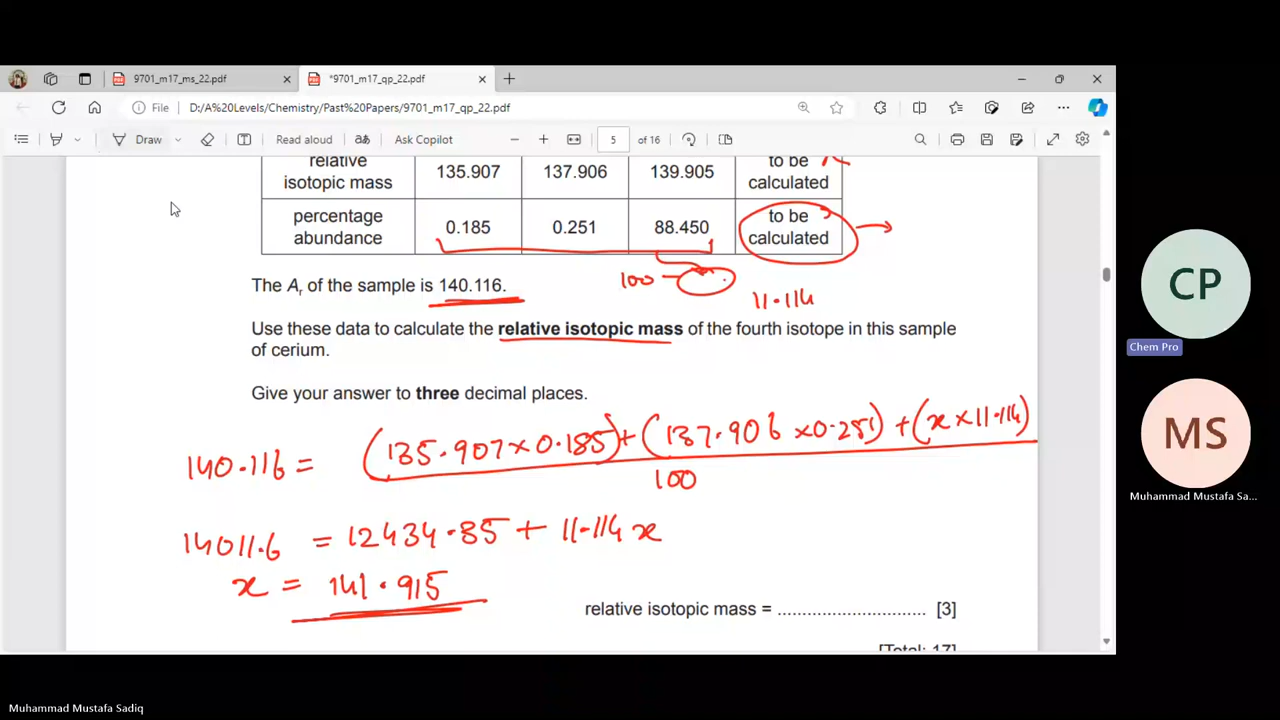 9701_m17_ms_22.pdf
*9701_m17_qp_22.pdf
File D:/A%20Levels/Chemistry/Past%20Papers/9701_m17_qp_22.pdf
Draw Read aloud Ask Copilot 5 of 16
relative isotopic mass 135.907 137.906 139.905 to be calculated
percentage abundance 0.185 0.251 88.450 to be calculated
100 –
11.114
The Ar of the sample is 140.116.
Use these data to calculate the relative isotopic mass of the fourth isotope in this sample
of cerium.
Give your answer to three decimal places.
140.116 = (135.907 × 0.185) + (137.906 × 0.251) + (x × 11.114)
100
14011.6 = 12434.85 + 11.114 x
x = 141.915
relative isotopic mass = .............................. [3]
[Total: 17]
CP
Chem Pro
MS
Muhammad Mustafa Sa...
Muhammad Mustafa Sadiq